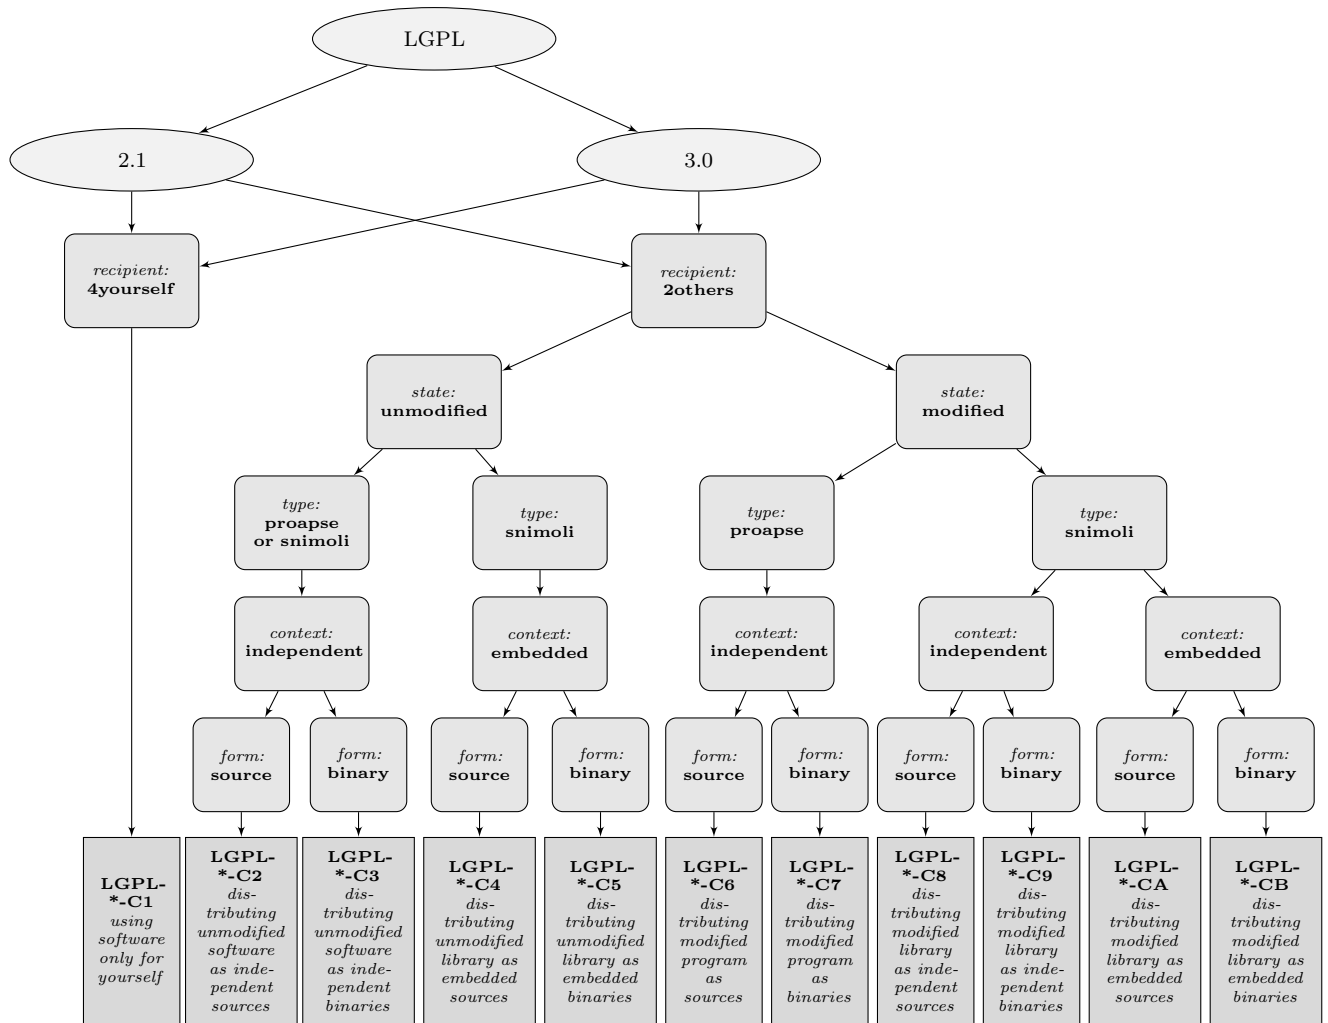 LGPL
2.1
3.0
recipient:
4yourself
recipient:
2others
state:
unmodified
state:
modified
type:
proapse
or snimoli
type:
snimoli
type:
proapse
type:
snimoli
context:
independent
context:
embedded
context:
independent
context:
independent
context:
embedded
form:
source
form:
binary
form:
source
form:
binary
form:
source
form:
binary
form:
source
form:
binary
form:
source
form:
binary
LGPL-
*-C1
using
software
only for
yourself
LGPL-
*-C2
dis-
tributing
unmodified
software
as inde-
pendent
sources
LGPL-
*-C3
dis-
tributing
unmodified
software
as inde-
pendent
binaries
LGPL-
*-C4
dis-
tributing
unmodified
library as
embedded
sources
LGPL-
*-C5
dis-
tributing
unmodified
library as
embedded
binaries
LGPL-
*-C6
dis-
tributing
modified
program
as
sources
LGPL-
*-C7
dis-
tributing
modified
program
as
binaries
LGPL-
*-C8
dis-
tributing
modified
library
as inde-
pendent
sources
LGPL-
*-C9
dis-
tributing
modified
library
as inde-
pendent
binaries
LGPL-
*-CA
dis-
tributing
modified
library as
embedded
sources
LGPL-
*-CB
dis-
tributing
modified
library as
embedded
binaries